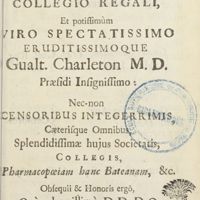 COLLEGIO REGALI,
Et potissimùm
VIRO SPECTATISSIMO
ERUDITISSIMOQUE
Gualt. Charleton M. D.
Præsidi Insignissimo:
Nec-non
CENSORIBUS INTEGERRIMIS,
Cæterisque Omnibus
Splendidissimæ hujus Societatis,
COLLEGIS,
Pharmacopœiam hanc Bateanam, &c.
Obsequii & Honoris ergò,
D.D.D.